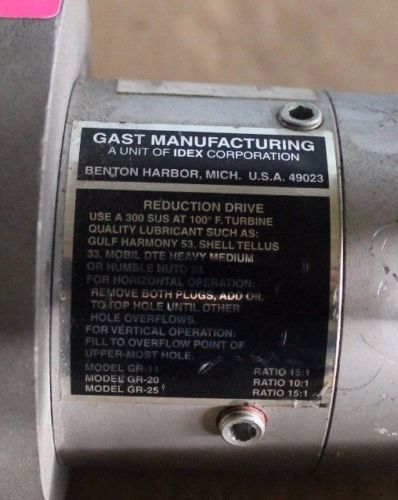 GAST MANUFACTURING
A UNIT OF IDEX CORPORATION
BENTON HARBOR, MICH. U.S.A. 49023
REDUCTION DRIVE
USE A 300 SUS AT 100° F. TURBINE
QUALITY LUBRICANT SUCH AS:
GULF HARMONY 53, SHELL TELLUS
33, MOBIL DTE HEAVY MEDIUM
OR HUMBLE NUTO 53.
FOR HORIZONTAL OPERATION:
REMOVE BOTH PLUGS, ADD OIL
TO TOP HOLE UNTIL OTHER
HOLE OVERFLOWS.
FOR VERTICAL OPERATION:
FILL TO OVERFLOW POINT OF
UPPER-MOST HOLE.
MODEL GR-11 RATIO 15:1
MODEL GR-20 RATIO 10:1
MODEL GR-25 RATIO 15:1